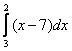 ∫₃² (x − 7)dx